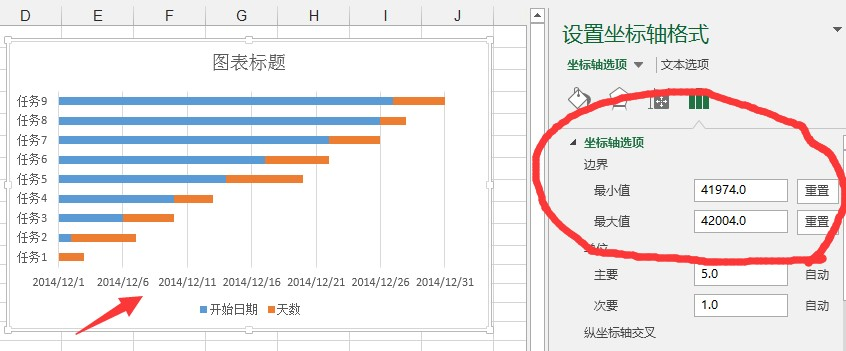 D E F G H I J
图表标题
任务9
任务8
任务7
任务6
任务5
任务4
任务3
任务2
任务1
2014/12/1 2014/12/6 2014/12/11 2014/12/16 2014/12/21 2014/12/26 2014/12/31
开始日期 天数
设置坐标轴格式
坐标轴选项 文本选项
坐标轴选项
边界
最小值 41974.0 重置
最大值 42004.0 重置
单位
主要 5.0 自动
次要 1.0 自动
纵坐标轴交叉